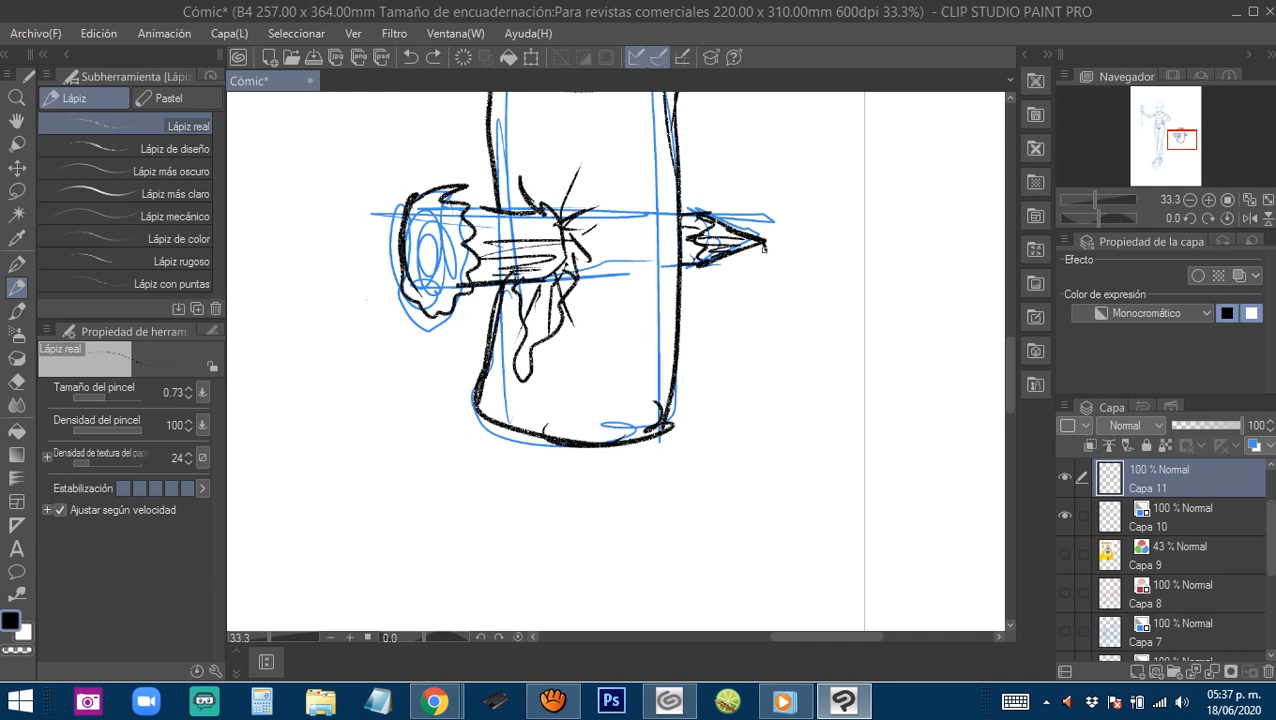 Cómic* (B4 257.00 x 364.00mm Tamaño de encuadernación:Para revistas comerciales 220.00 x 310.00mm 600dpi 33.3%) - CLIP STUDIO PAINT PRO
Archivo(F) Edición Animación Capa(L) Seleccionar Ver Filtro Ventana(W) Ayuda(H)
Subherramienta [Lápiz
Lápiz Pastel
Lápiz real
Lápiz de diseño
Lápiz más oscuro
Lápiz más claro
Lápiz mecánico
Lápiz de color
Lápiz rugoso
Lápiz con puntas
Propiedad de herram.
Lápiz real
Tamaño del pincel 0.73
Densidad del pincel 100
Densidad de textura del pap 24
Estabilización
Ajustar según velocidad
Cómic*
33.3 0.0
Navegador
33.3
0.0
Propiedad de la capa
Efecto
Color de expresión
Monocromático
Capa
Normal 100
100 % Normal
Capa 11
100 % Normal
Capa 10
43 % Normal
Capa 9
100 % Normal
Capa 8
100 % Normal
Capa 7
100 % Normal
Ps
05:37 p. m.
18/06/2020